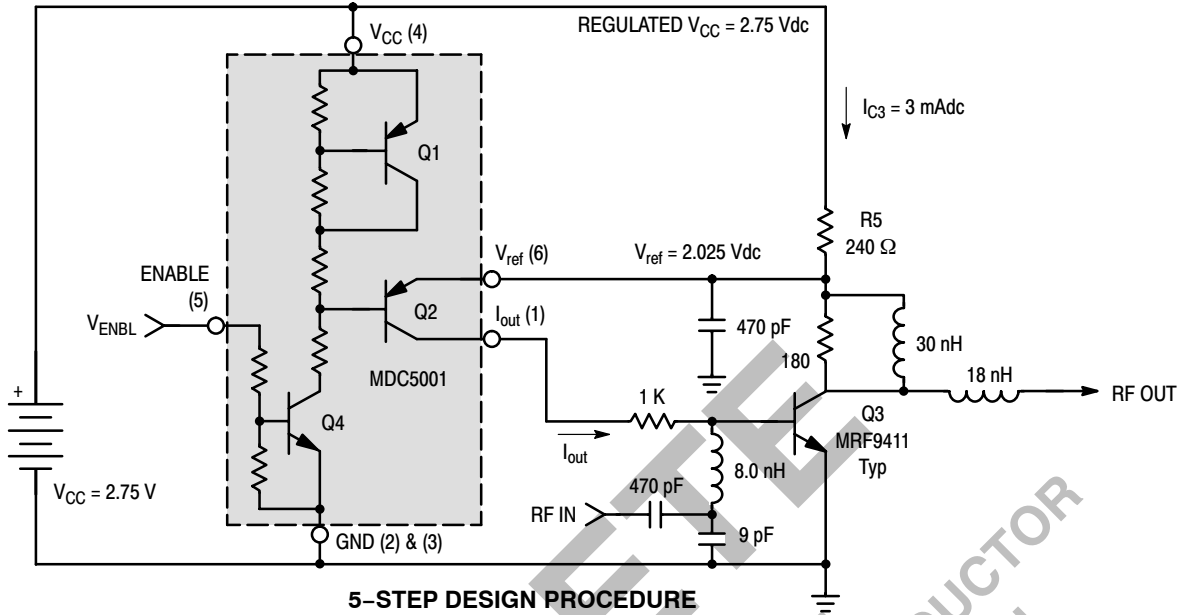 REGULATED V_CC = 2.75 Vdc
V_CC (4)
I_C3 = 3 mAdc
Q1
R5
240 Ω
V_ref (6)
V_ref = 2.025 Vdc
ENABLE
(5)
V_ENBL
Q2
I_out (1)
470 pF
180
30 nH
MDC5001
18 nH
RF OUT
1 K
Q3
MRF9411
Typ
Q4
I_out
8.0 nH
+
V_CC = 2.75 V
470 pF
RF IN
9 pF
GND (2) & (3)
5−STEP DESIGN PROCEDURE